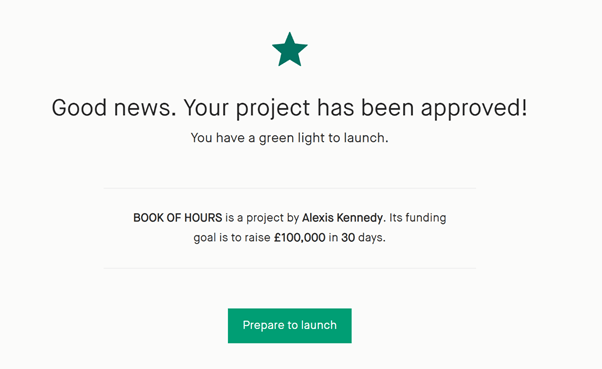 Good news. Your project has been approved!
You have a green light to launch.
BOOK OF HOURS is a project by Alexis Kennedy. Its funding
goal is to raise £100,000 in 30 days.
Prepare to launch